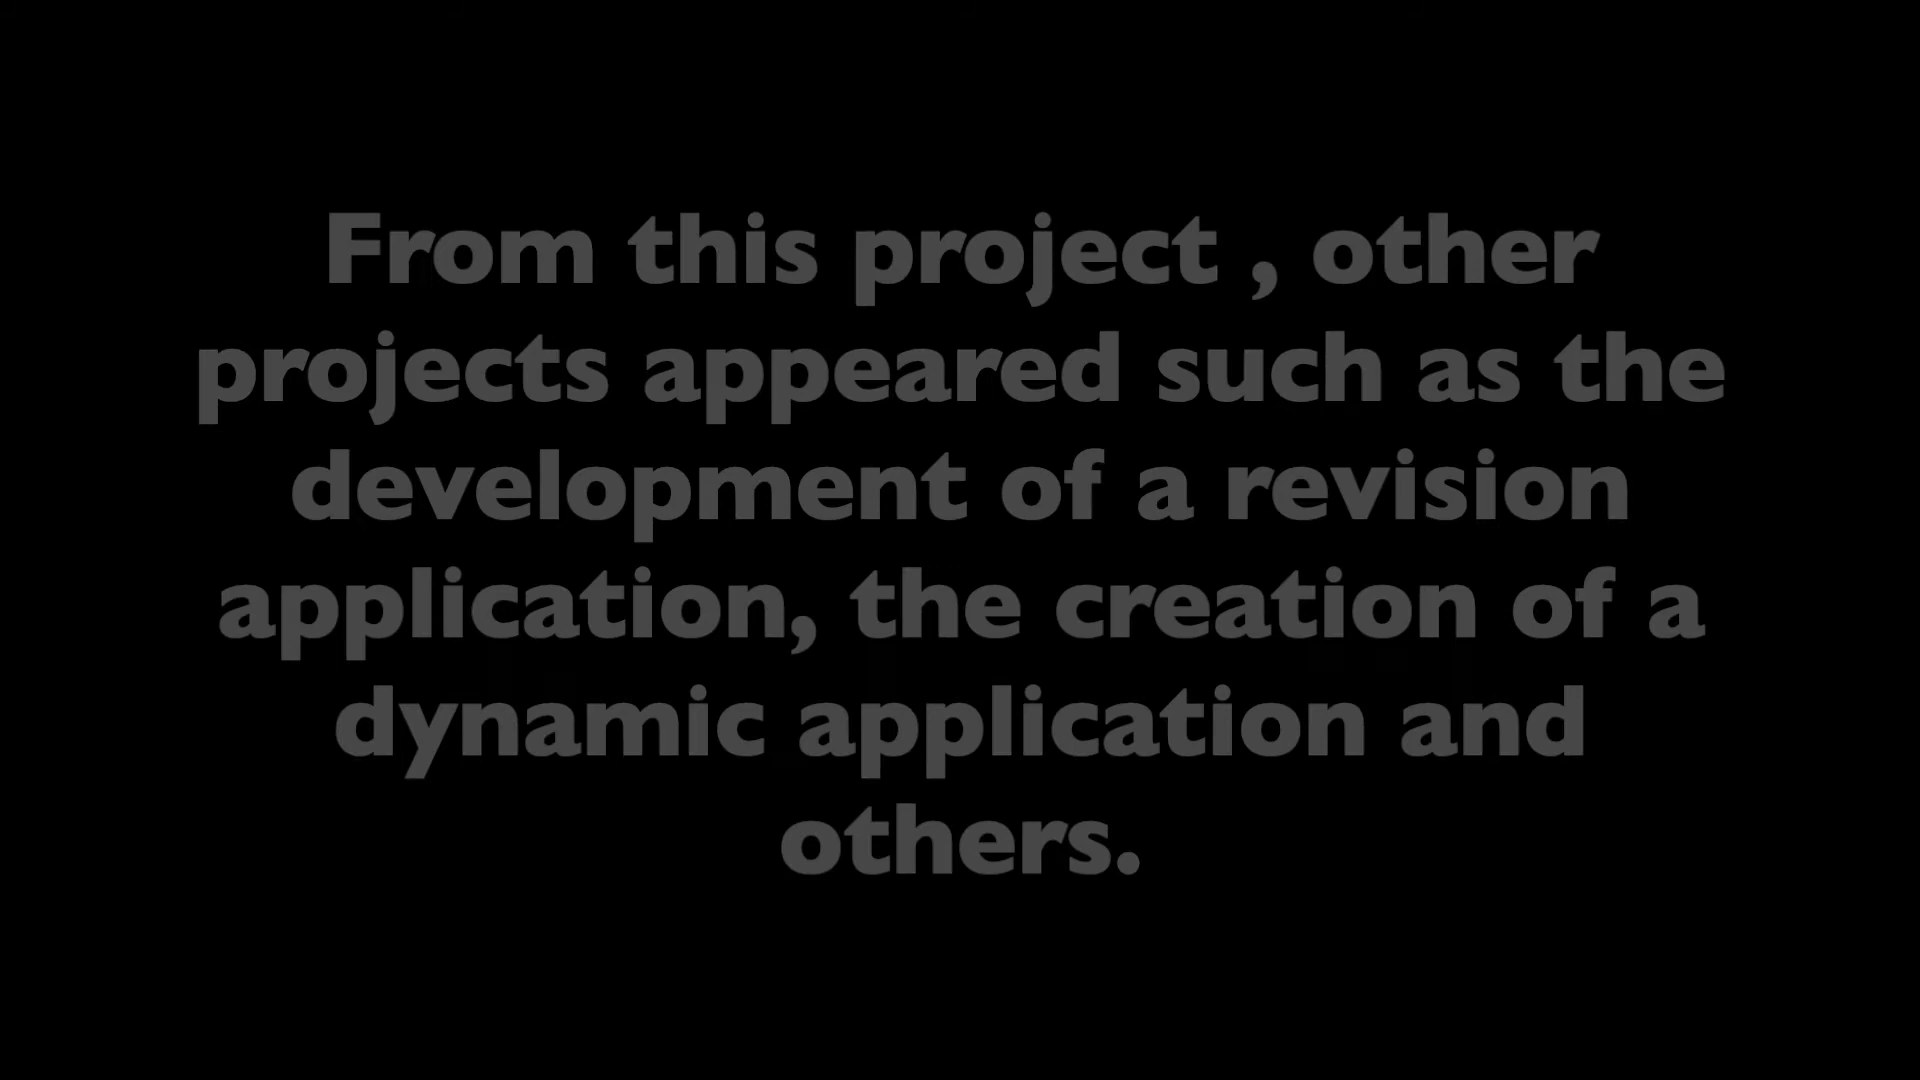 From this project , other
projects appeared such as the
development of a revision
application, the creation of a
dynamic application and
others.